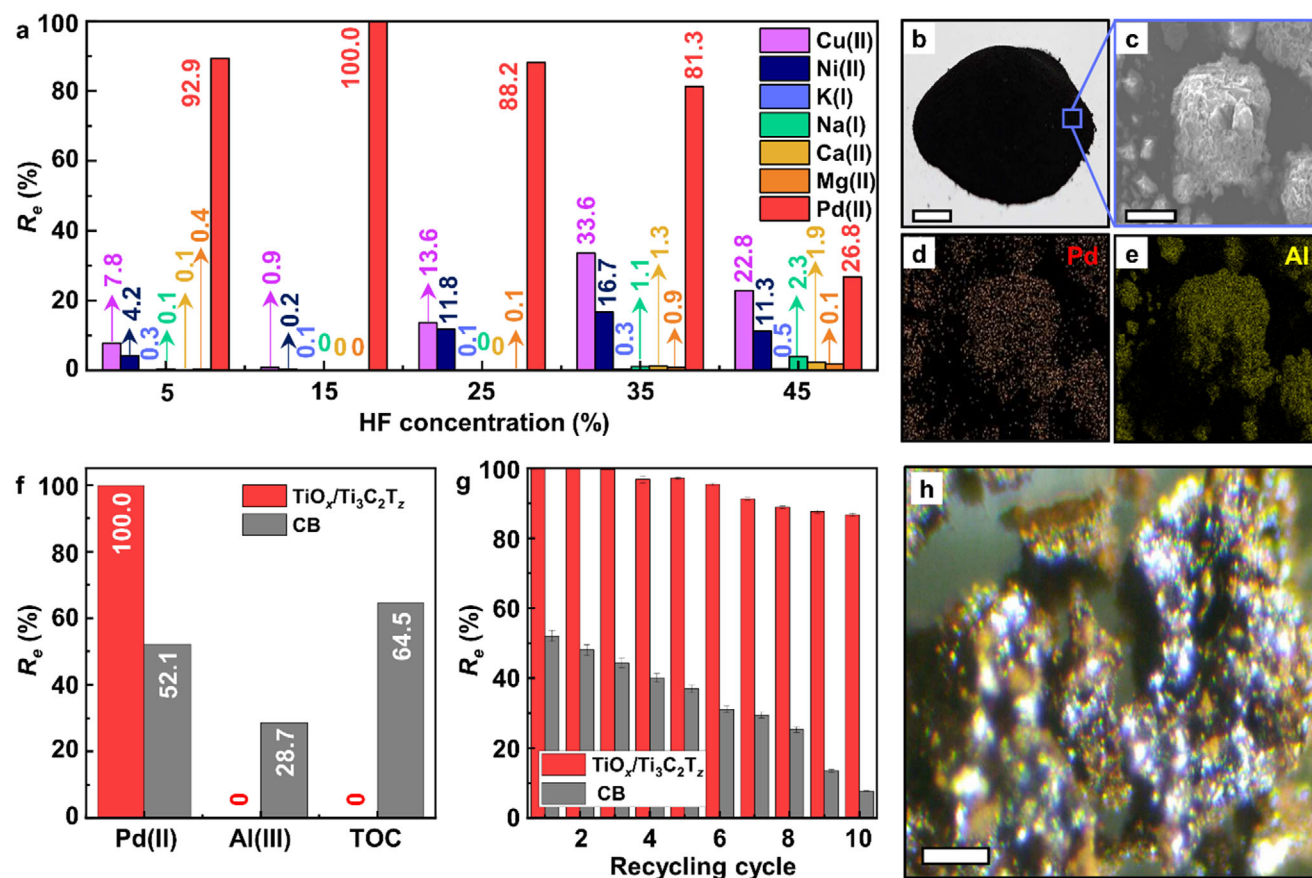 a
100
80
60
40
20
0
Re (%)
7.8
4.2
0.3
0.1
0.1
0.4
92.9
0.9
0.2
0.1
0
0
0
100.0
13.6
11.8
0.1
0
0
0.1
88.2
33.6
16.7
0.3
1.1
1.3
0.9
81.3
22.8
11.3
0.5
2.3
1.9
0.1
26.8
Cu(II)
Ni(II)
K(I)
Na(I)
Ca(II)
Mg(II)
Pd(II)
5 15 25 35 45
HF concentration (%)
b
c
d
Pd
e
Al
f
100
80
60
40
20
0
Re (%)
TiOx/Ti3C2Tz
CB
100.0
52.1
0
28.7
0
64.5
Pd(II) Al(III) TOC
g
100
80
60
40
20
0
Re (%)
TiOx/Ti3C2Tz
CB
2 4 6 8 10
Recycling cycle
h